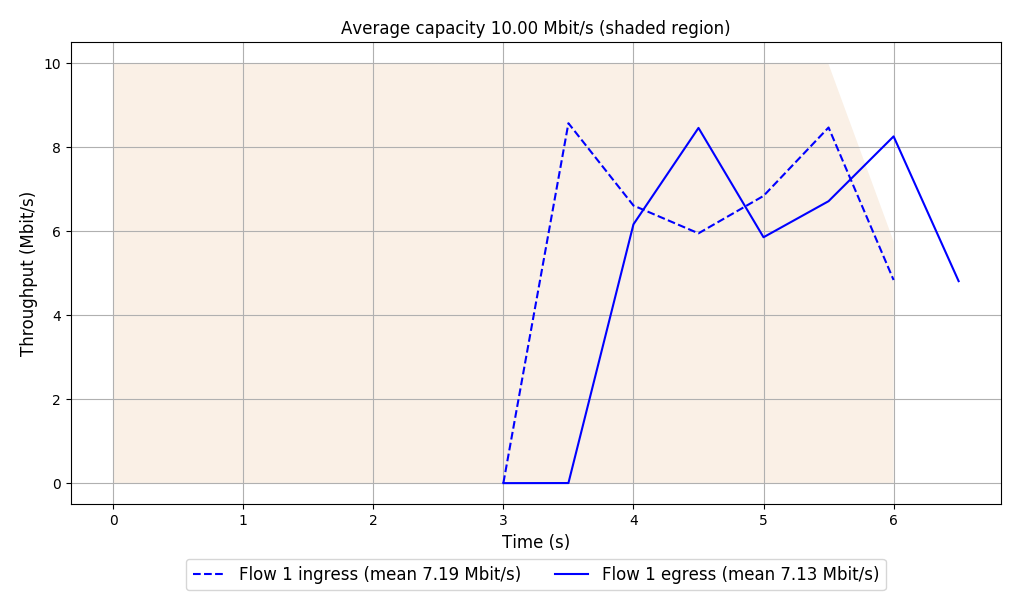 Average capacity 10.00 Mbit/s (shaded region)
10
8
6
4
2
0
Throughput (Mbit/s)
0 1 2 3 4 5 6
Time (s)
Flow 1 ingress (mean 7.19 Mbit/s) Flow 1 egress (mean 7.13 Mbit/s)